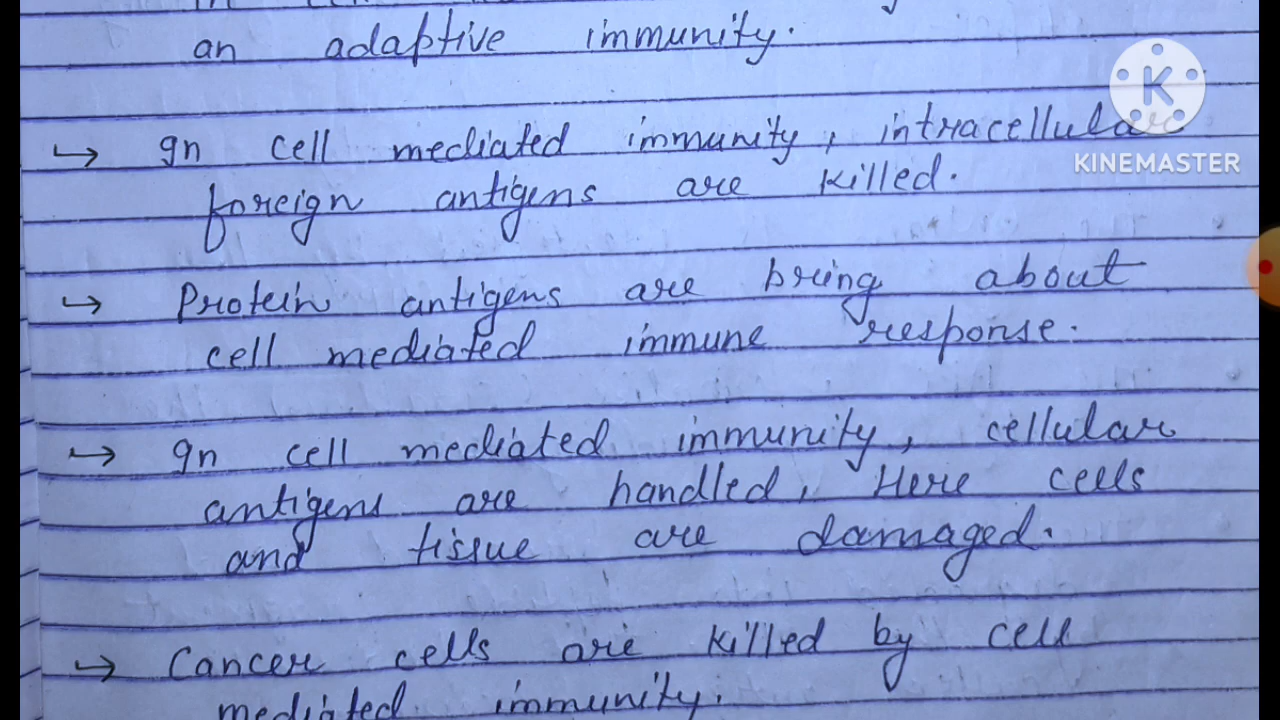 an adaptive immunity.
→ In cell mediated immunity, intracellular
foreign antigens are killed.
→ Protein antigens are bring about
cell mediated immune response.
→ In cell mediated immunity, cellular
antigens are handled, Here cells
and tissue are damaged.
→ Cancer cells are killed by cell
mediated immunity.
K
KINEMASTER